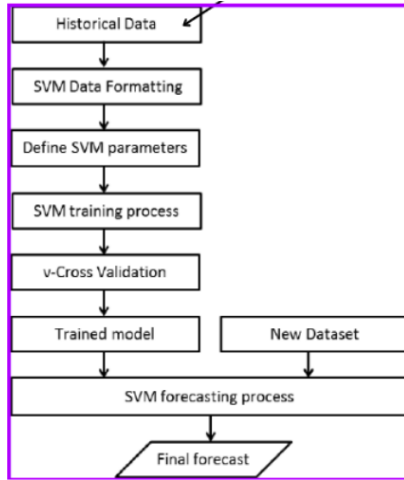 Historical Data
SVM Data Formatting
Define SVM parameters
SVM training process
v-Cross Validation
Trained model
New Dataset
SVM forecasting process
Final forecast